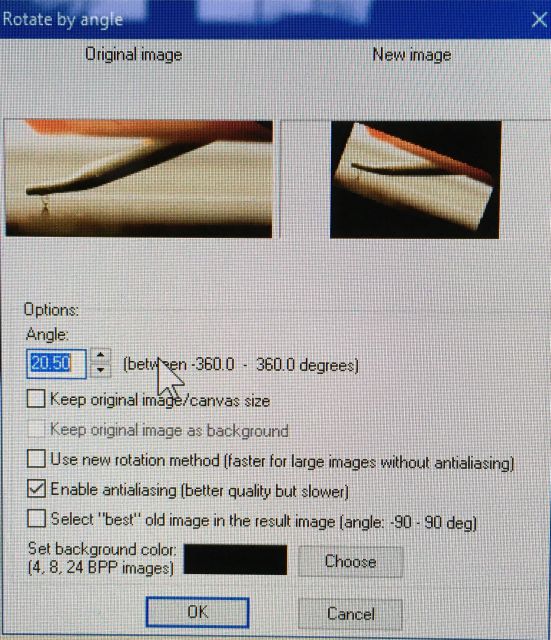 Rotate by angle
Original image
New image
Options:
Angle:
20.50
(between -360.0 - 360.0 degrees)
Keep original image/canvas size
Keep original image as background
Use new rotation method (faster for large images without antialiasing)
Enable antialiasing (better quality but slower)
Select "best" old image in the result image (angle: -90 - 90 deg)
Set background color:
(4, 8, 24 BPP images)
Choose
OK
Cancel